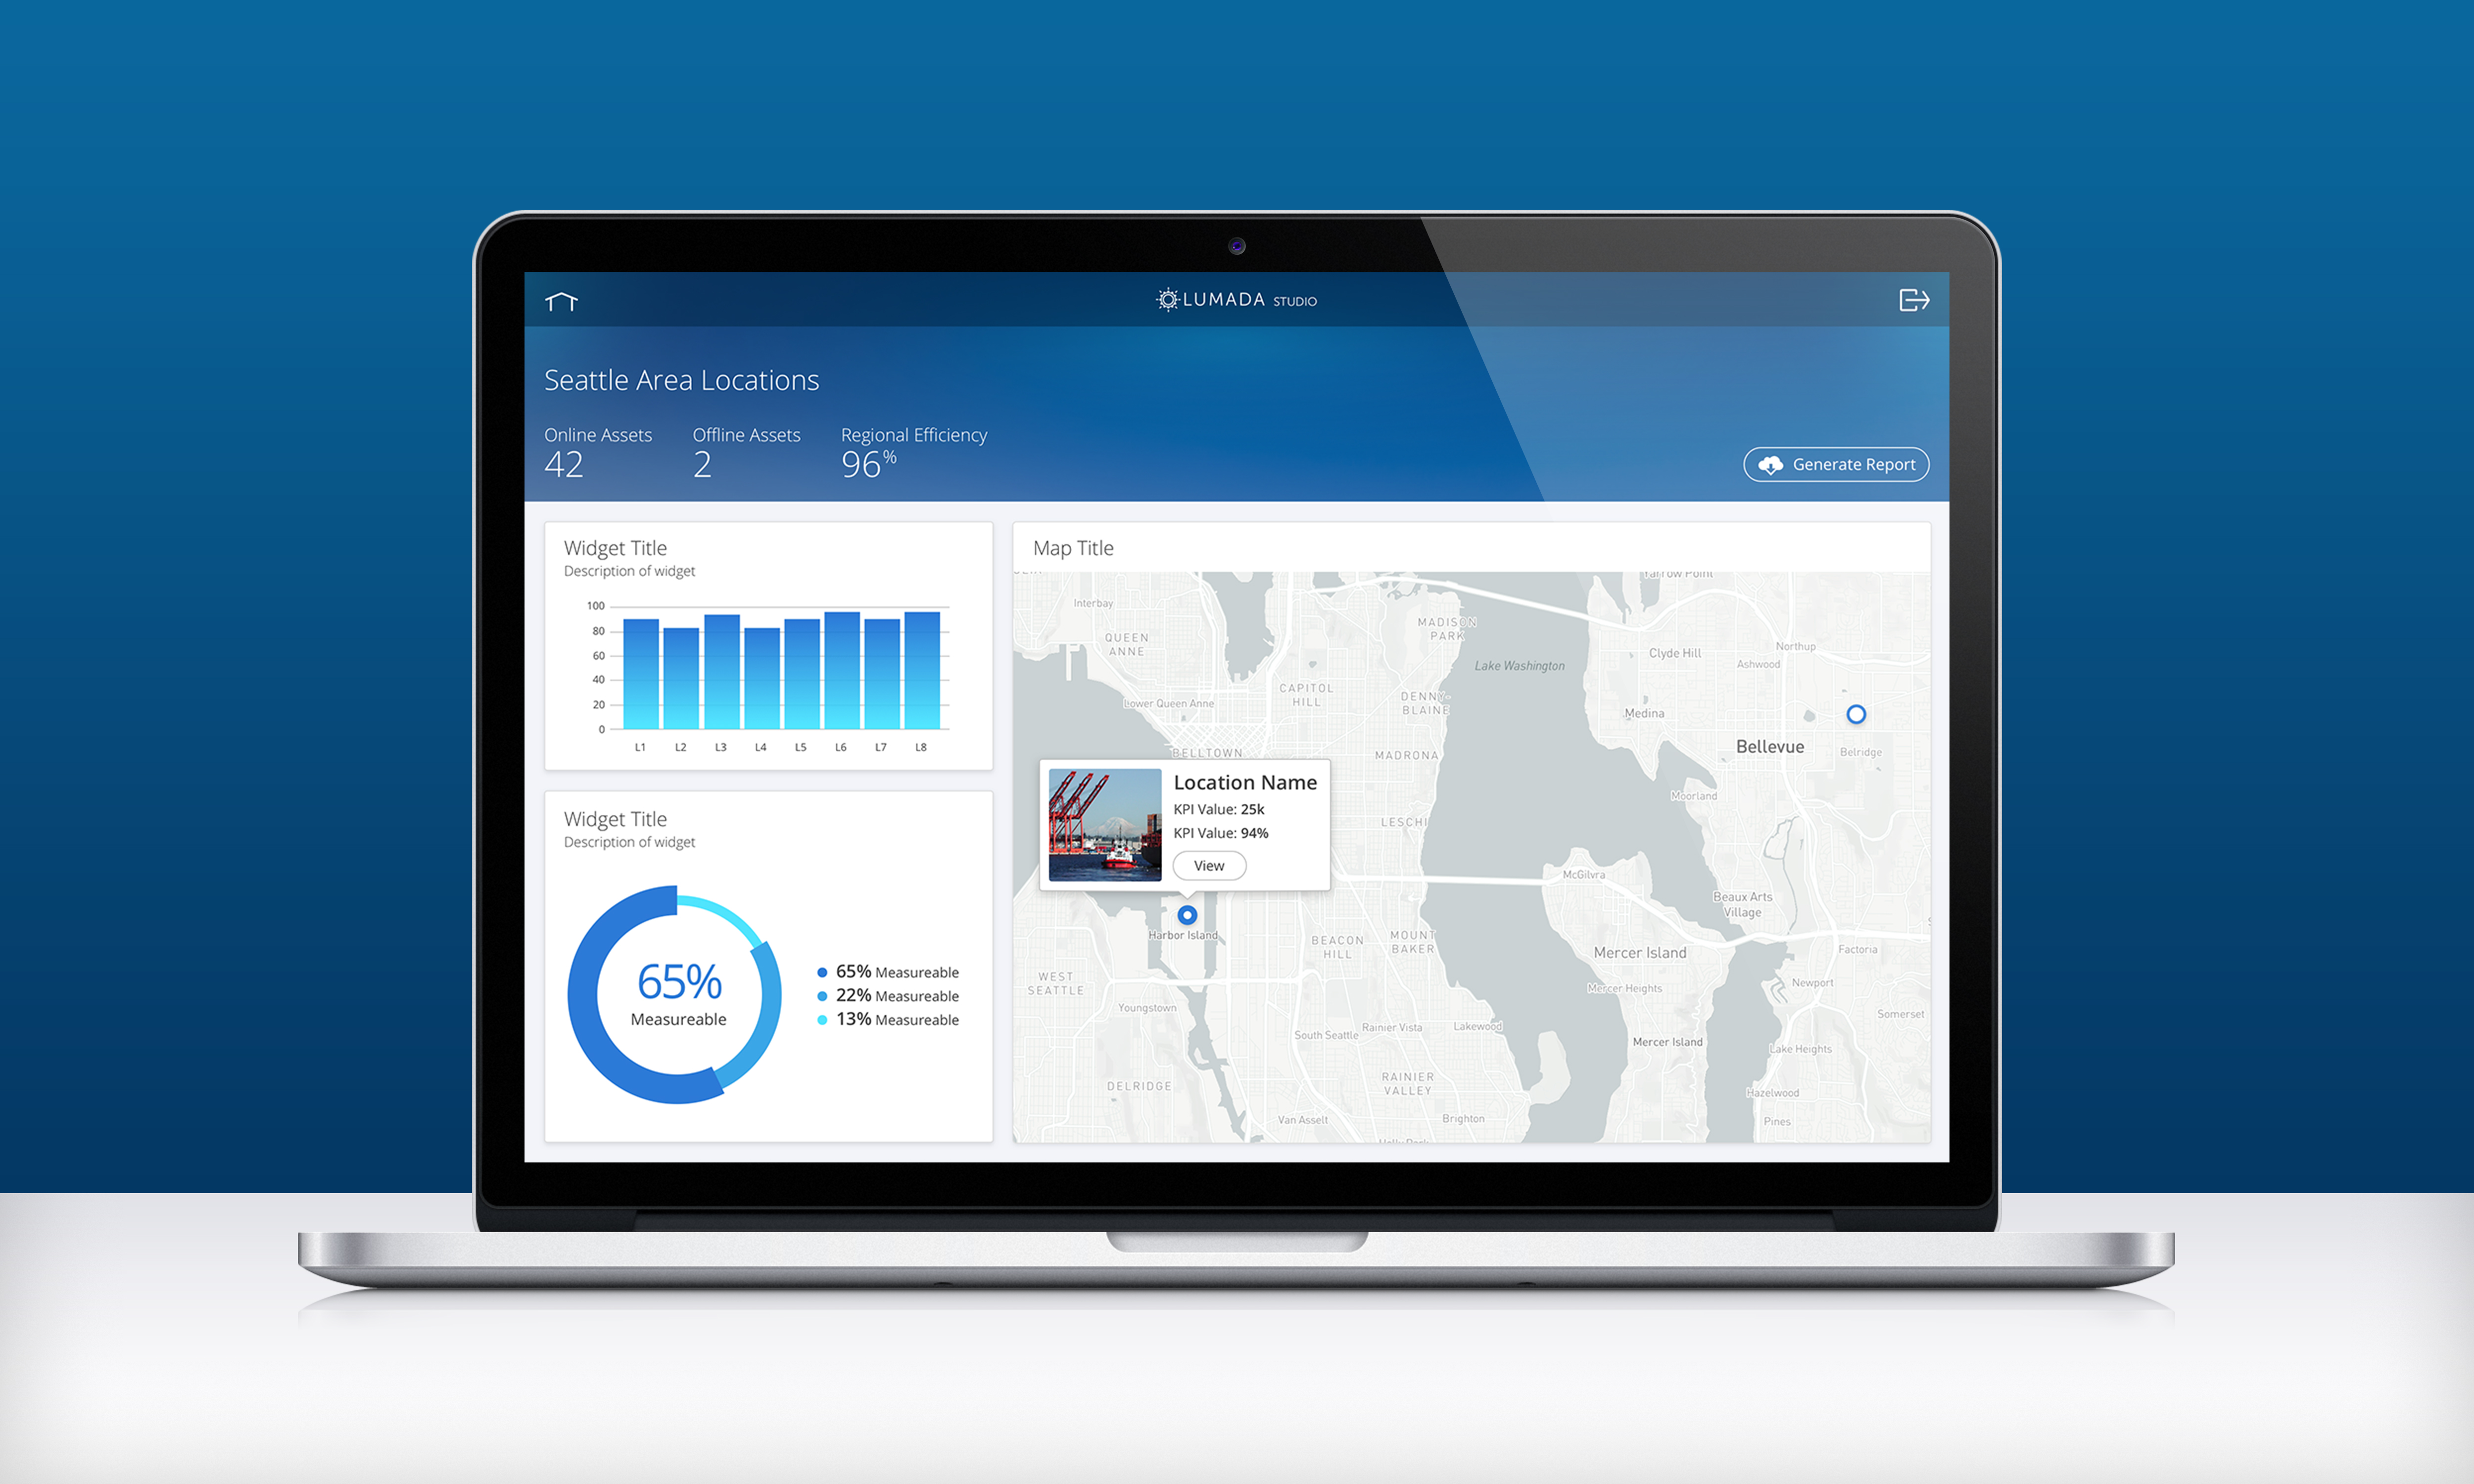 LUMADA STUDIO
Seattle Area Locations
Online Assets
42
Offline Assets
2
Regional Efficiency
96%
Generate Report
Widget Title
Description of widget
100
80
60
40
20
0
L1 L2 L3 L4 L5 L6 L7 L8
Widget Title
Description of widget
65%
Measureable
65% Measureable
22% Measureable
13% Measureable
Map Title
Yarrow Point
Interbay
QUEEN
ANNE
MADISON
PARK
Lake Washington
Clyde Hill
Northup
Ashwood
CAPITOL
HILL
DENNY-
BLAINE
Lower Queen Anne
Medina
BELLTOWN
MADRONA
Bellevue
Belridge
Location Name
KPI Value: 25k
KPI Value: 94%
View
Moorland
LESCHI
McGilvra
Beaux Arts
Village
Harbor Island
BEACON
HILL
MOUNT
BAKER
Mercer Island
Factoria
WEST
SEATTLE
Mercer Heights
Newport
Youngstown
South Seattle
Rainier Vista
Lakewood
Somerset
Mercer Island
Lake Heights
DELRIDGE
RAINIER
VALLEY
Hazelwood
Van Asselt
Brighton
Pines